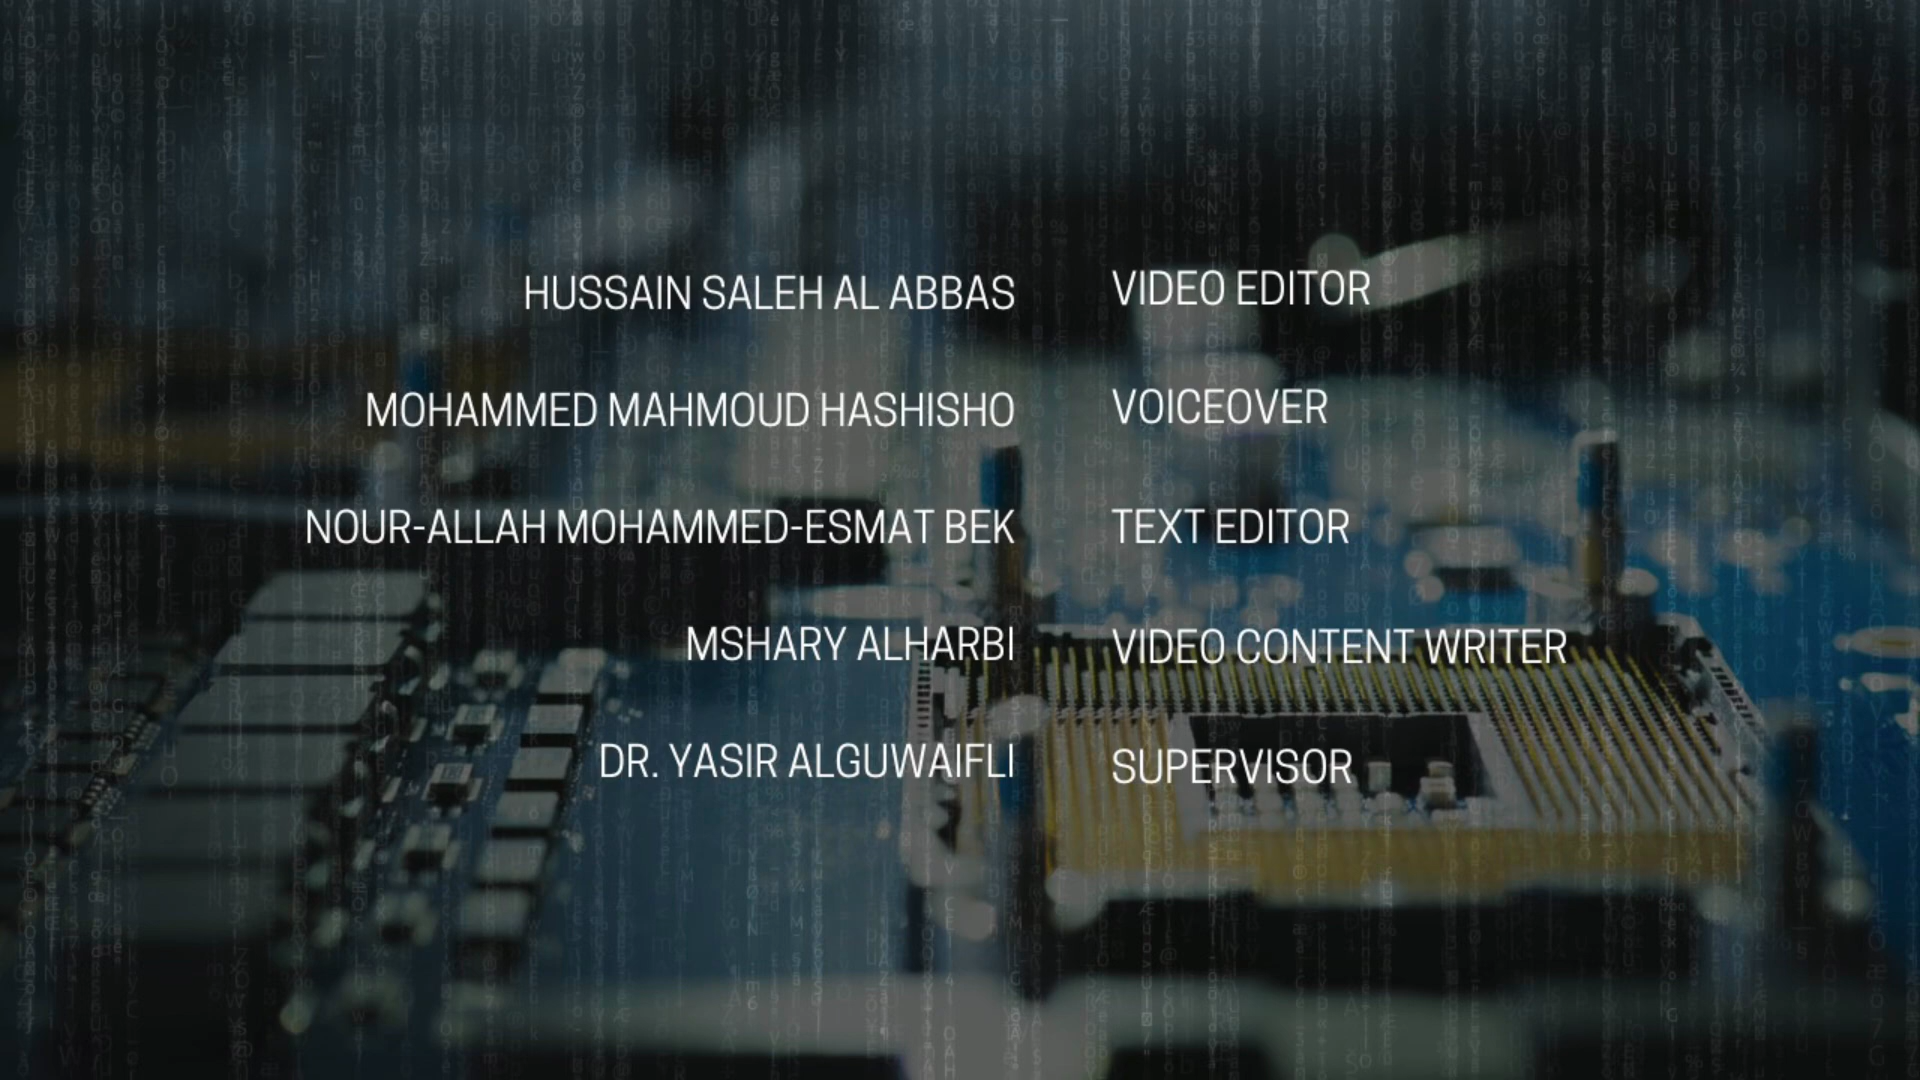 HUSSAIN SALEH AL ABBAS VIDEO EDITOR
MOHAMMED MAHMOUD HASHISHO VOICEOVER
NOUR-ALLAH MOHAMMED-ESMAT BEK TEXT EDITOR
MSHARY ALHARBI VIDEO CONTENT WRITER
DR. YASIR ALGUWAIFLI SUPERVISOR